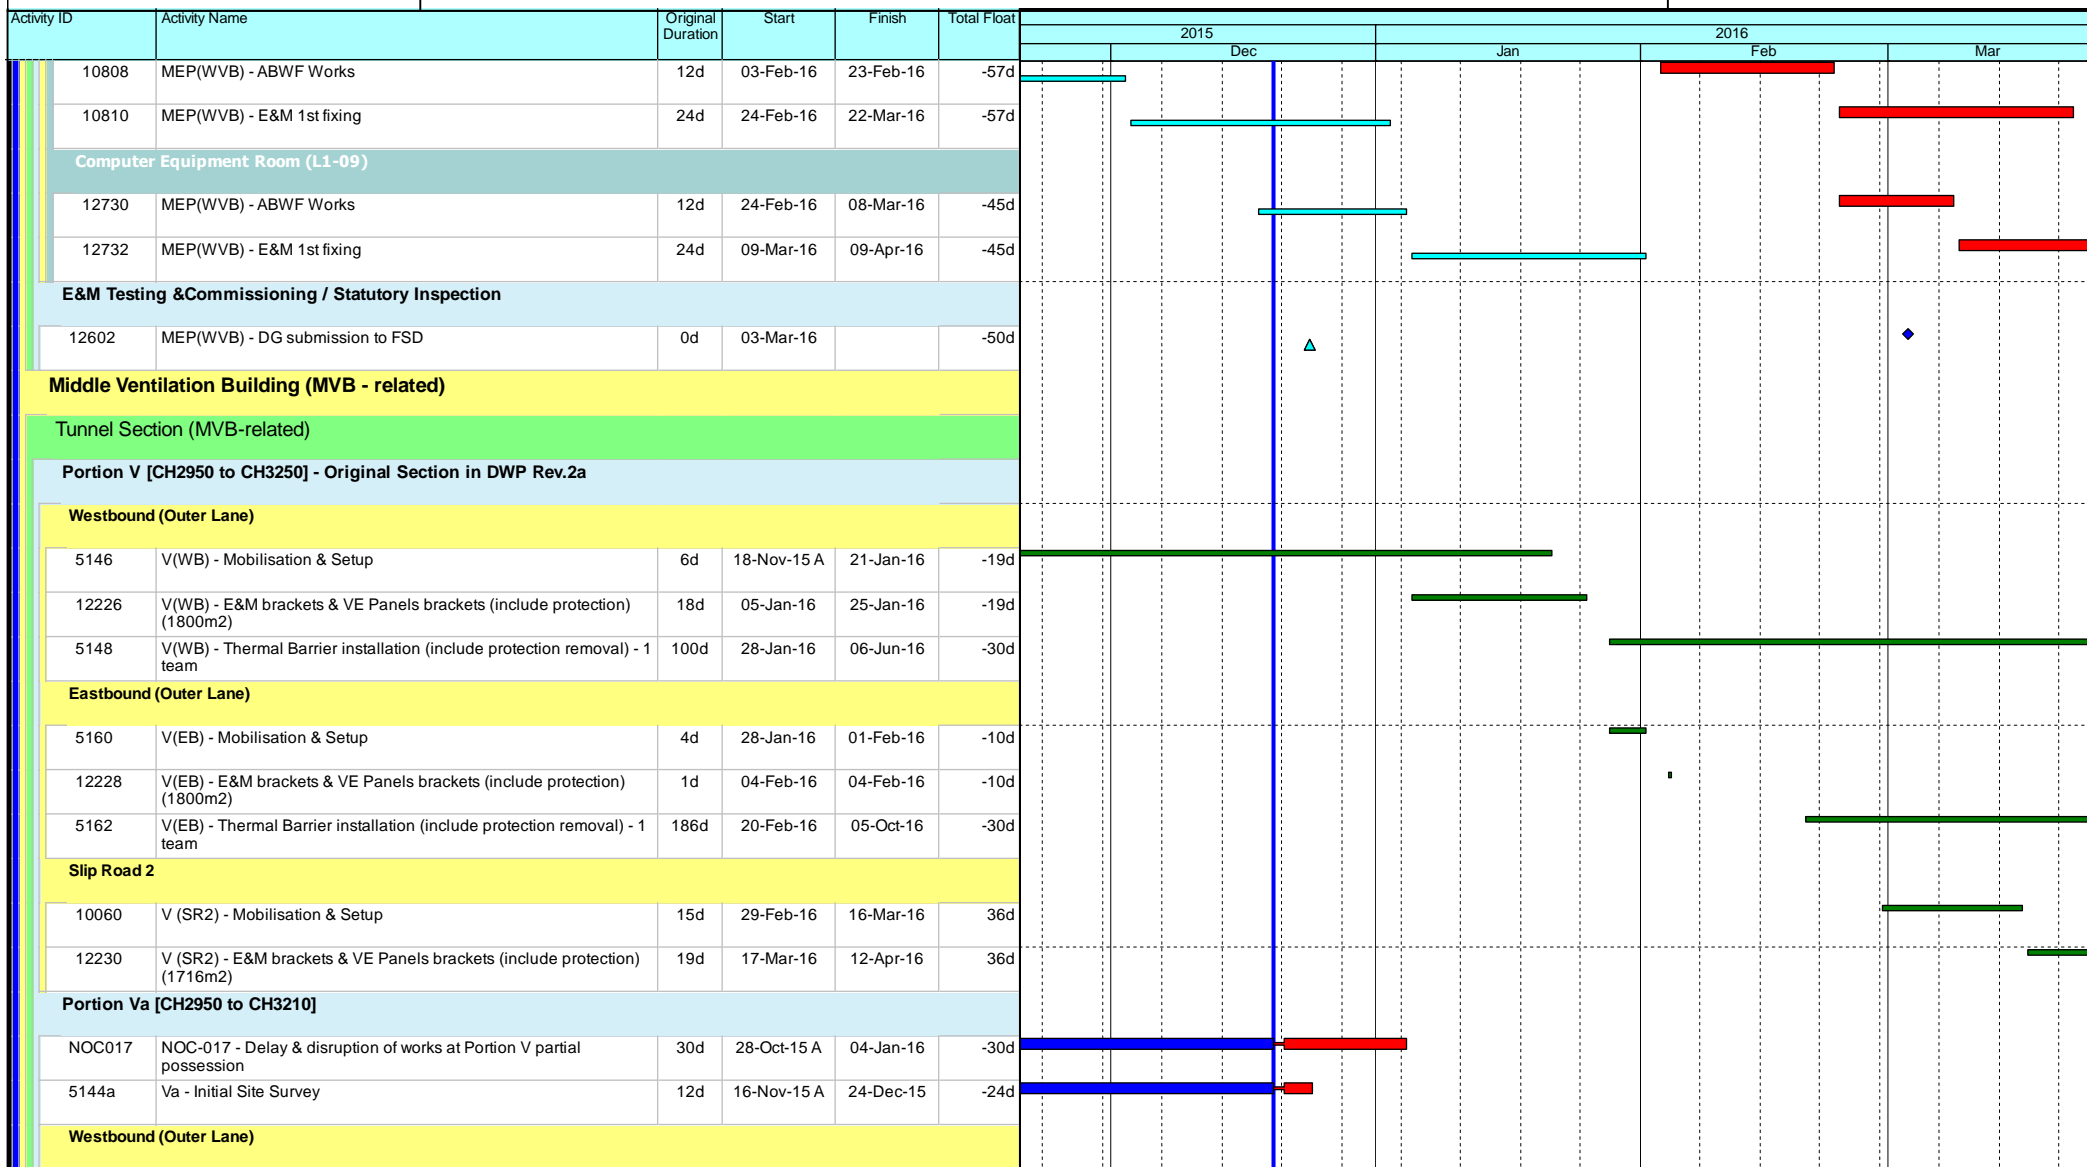 Activity ID Activity Name Original Duration Start Finish Total Float
2015 2016
Dec Jan Feb Mar
10808 MEP(WVB) - ABWF Works 12d 03-Feb-16 23-Feb-16 -57d
10810 MEP(WVB) - E&M 1st fixing 24d 24-Feb-16 22-Mar-16 -57d
Computer Equipment Room (L1-09)
12730 MEP(WVB) - ABWF Works 12d 24-Feb-16 08-Mar-16 -45d
12732 MEP(WVB) - E&M 1st fixing 24d 09-Mar-16 09-Apr-16 -45d
E&M Testing &Commissioning / Statutory Inspection
12602 MEP(WVB) - DG submission to FSD 0d 03-Mar-16 -50d
Middle Ventilation Building (MVB - related)
Tunnel Section (MVB-related)
Portion V [CH2950 to CH3250] - Original Section in DWP Rev.2a
Westbound (Outer Lane)
5146 V(WB) - Mobilisation & Setup 6d 18-Nov-15 A 21-Jan-16 -19d
12226 V(WB) - E&M brackets & VE Panels brackets (include protection) 18d 05-Jan-16 25-Jan-16 -19d
(1800m2)
5148 V(WB) - Thermal Barrier installation (include protection removal) - 1 100d 28-Jan-16 06-Jun-16 -30d
team
Eastbound (Outer Lane)
5160 V(EB) - Mobilisation & Setup 4d 28-Jan-16 01-Feb-16 -10d
12228 V(EB) - E&M brackets & VE Panels brackets (include protection) 1d 04-Feb-16 04-Feb-16 -10d
(1800m2)
5162 V(EB) - Thermal Barrier installation (include protection removal) - 1 186d 20-Feb-16 05-Oct-16 -30d
team
Slip Road 2
10060 V (SR2) - Mobilisation & Setup 15d 29-Feb-16 16-Mar-16 36d
12230 V (SR2) - E&M brackets & VE Panels brackets (include protection) 19d 17-Mar-16 12-Apr-16 36d
(1716m2)
Portion Va [CH2950 to CH3210]
NOC017 NOC-017 - Delay & disruption of works at Portion V partial 30d 28-Oct-15 A 04-Jan-16 -30d
possession
5144a Va - Initial Site Survey 12d 16-Nov-15 A 24-Dec-15 -24d
Westbound (Outer Lane)